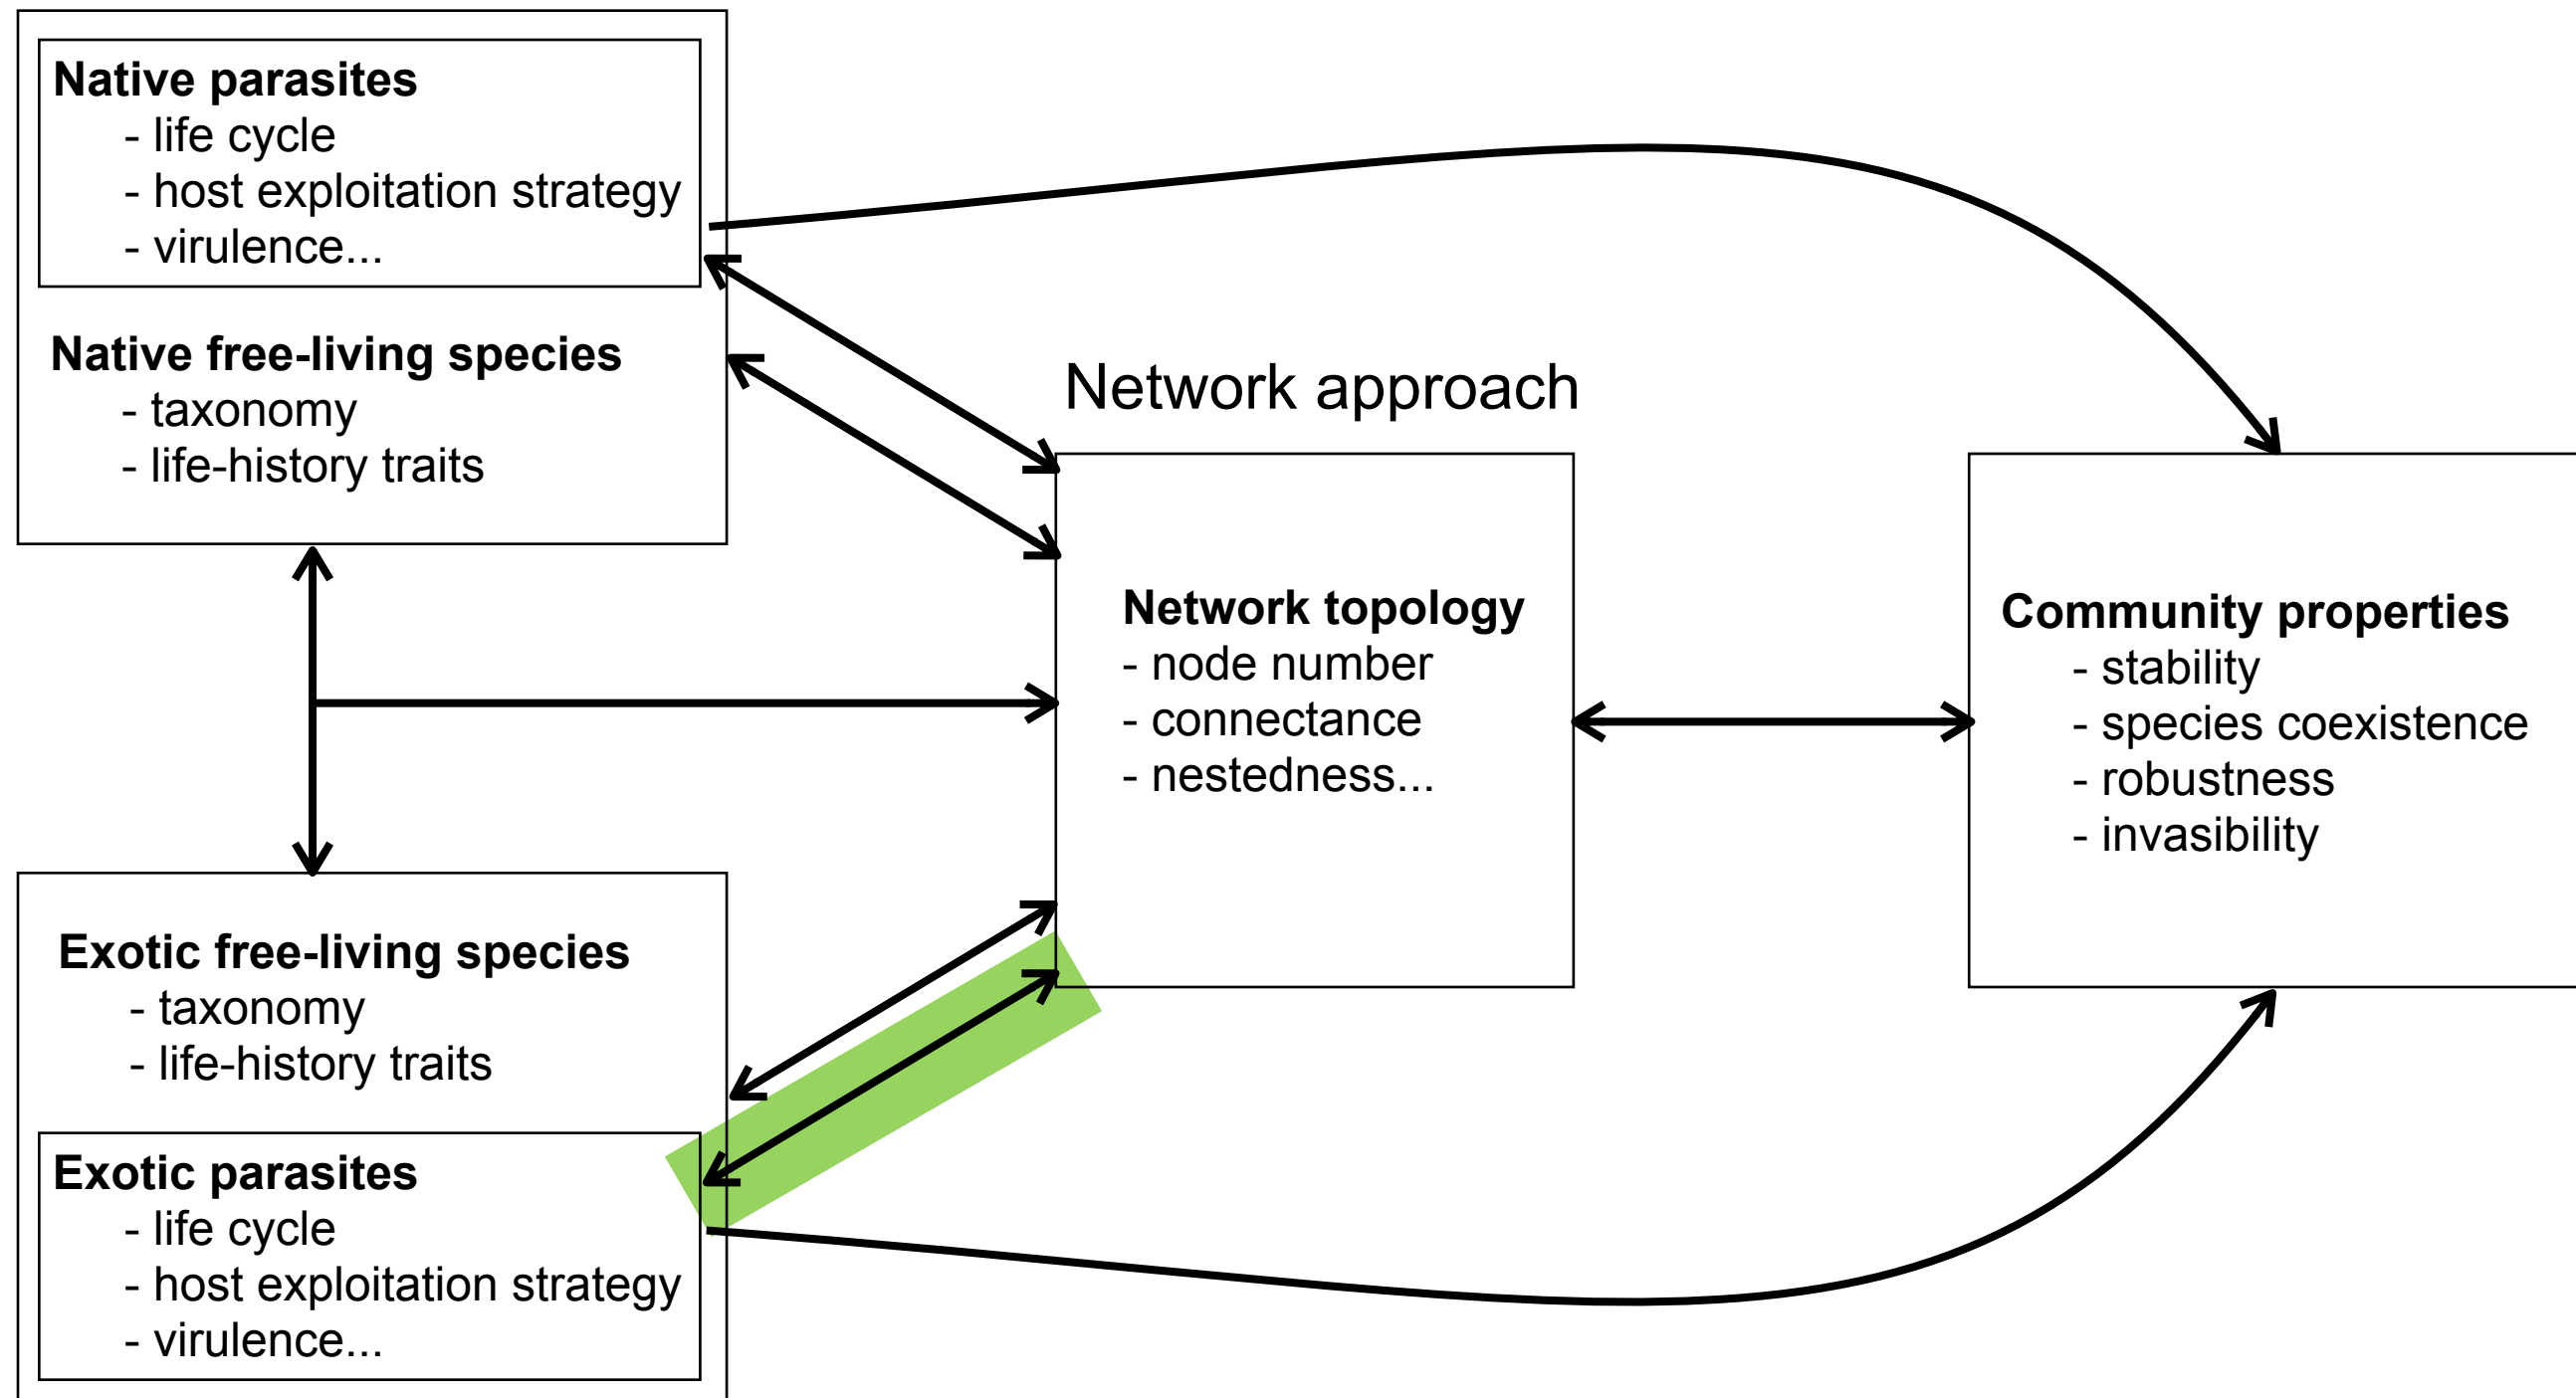 Native parasites
- life cycle
- host exploitation strategy
- virulence...
Native free-living species
- taxonomy
- life-history traits
Network approach
Network topology
- node number
- connectance
- nestedness...
Community properties
- stability
- species coexistence
- robustness
- invasibility
Exotic free-living species
- taxonomy
- life-history traits
Exotic parasites
- life cycle
- host exploitation strategy
- virulence...